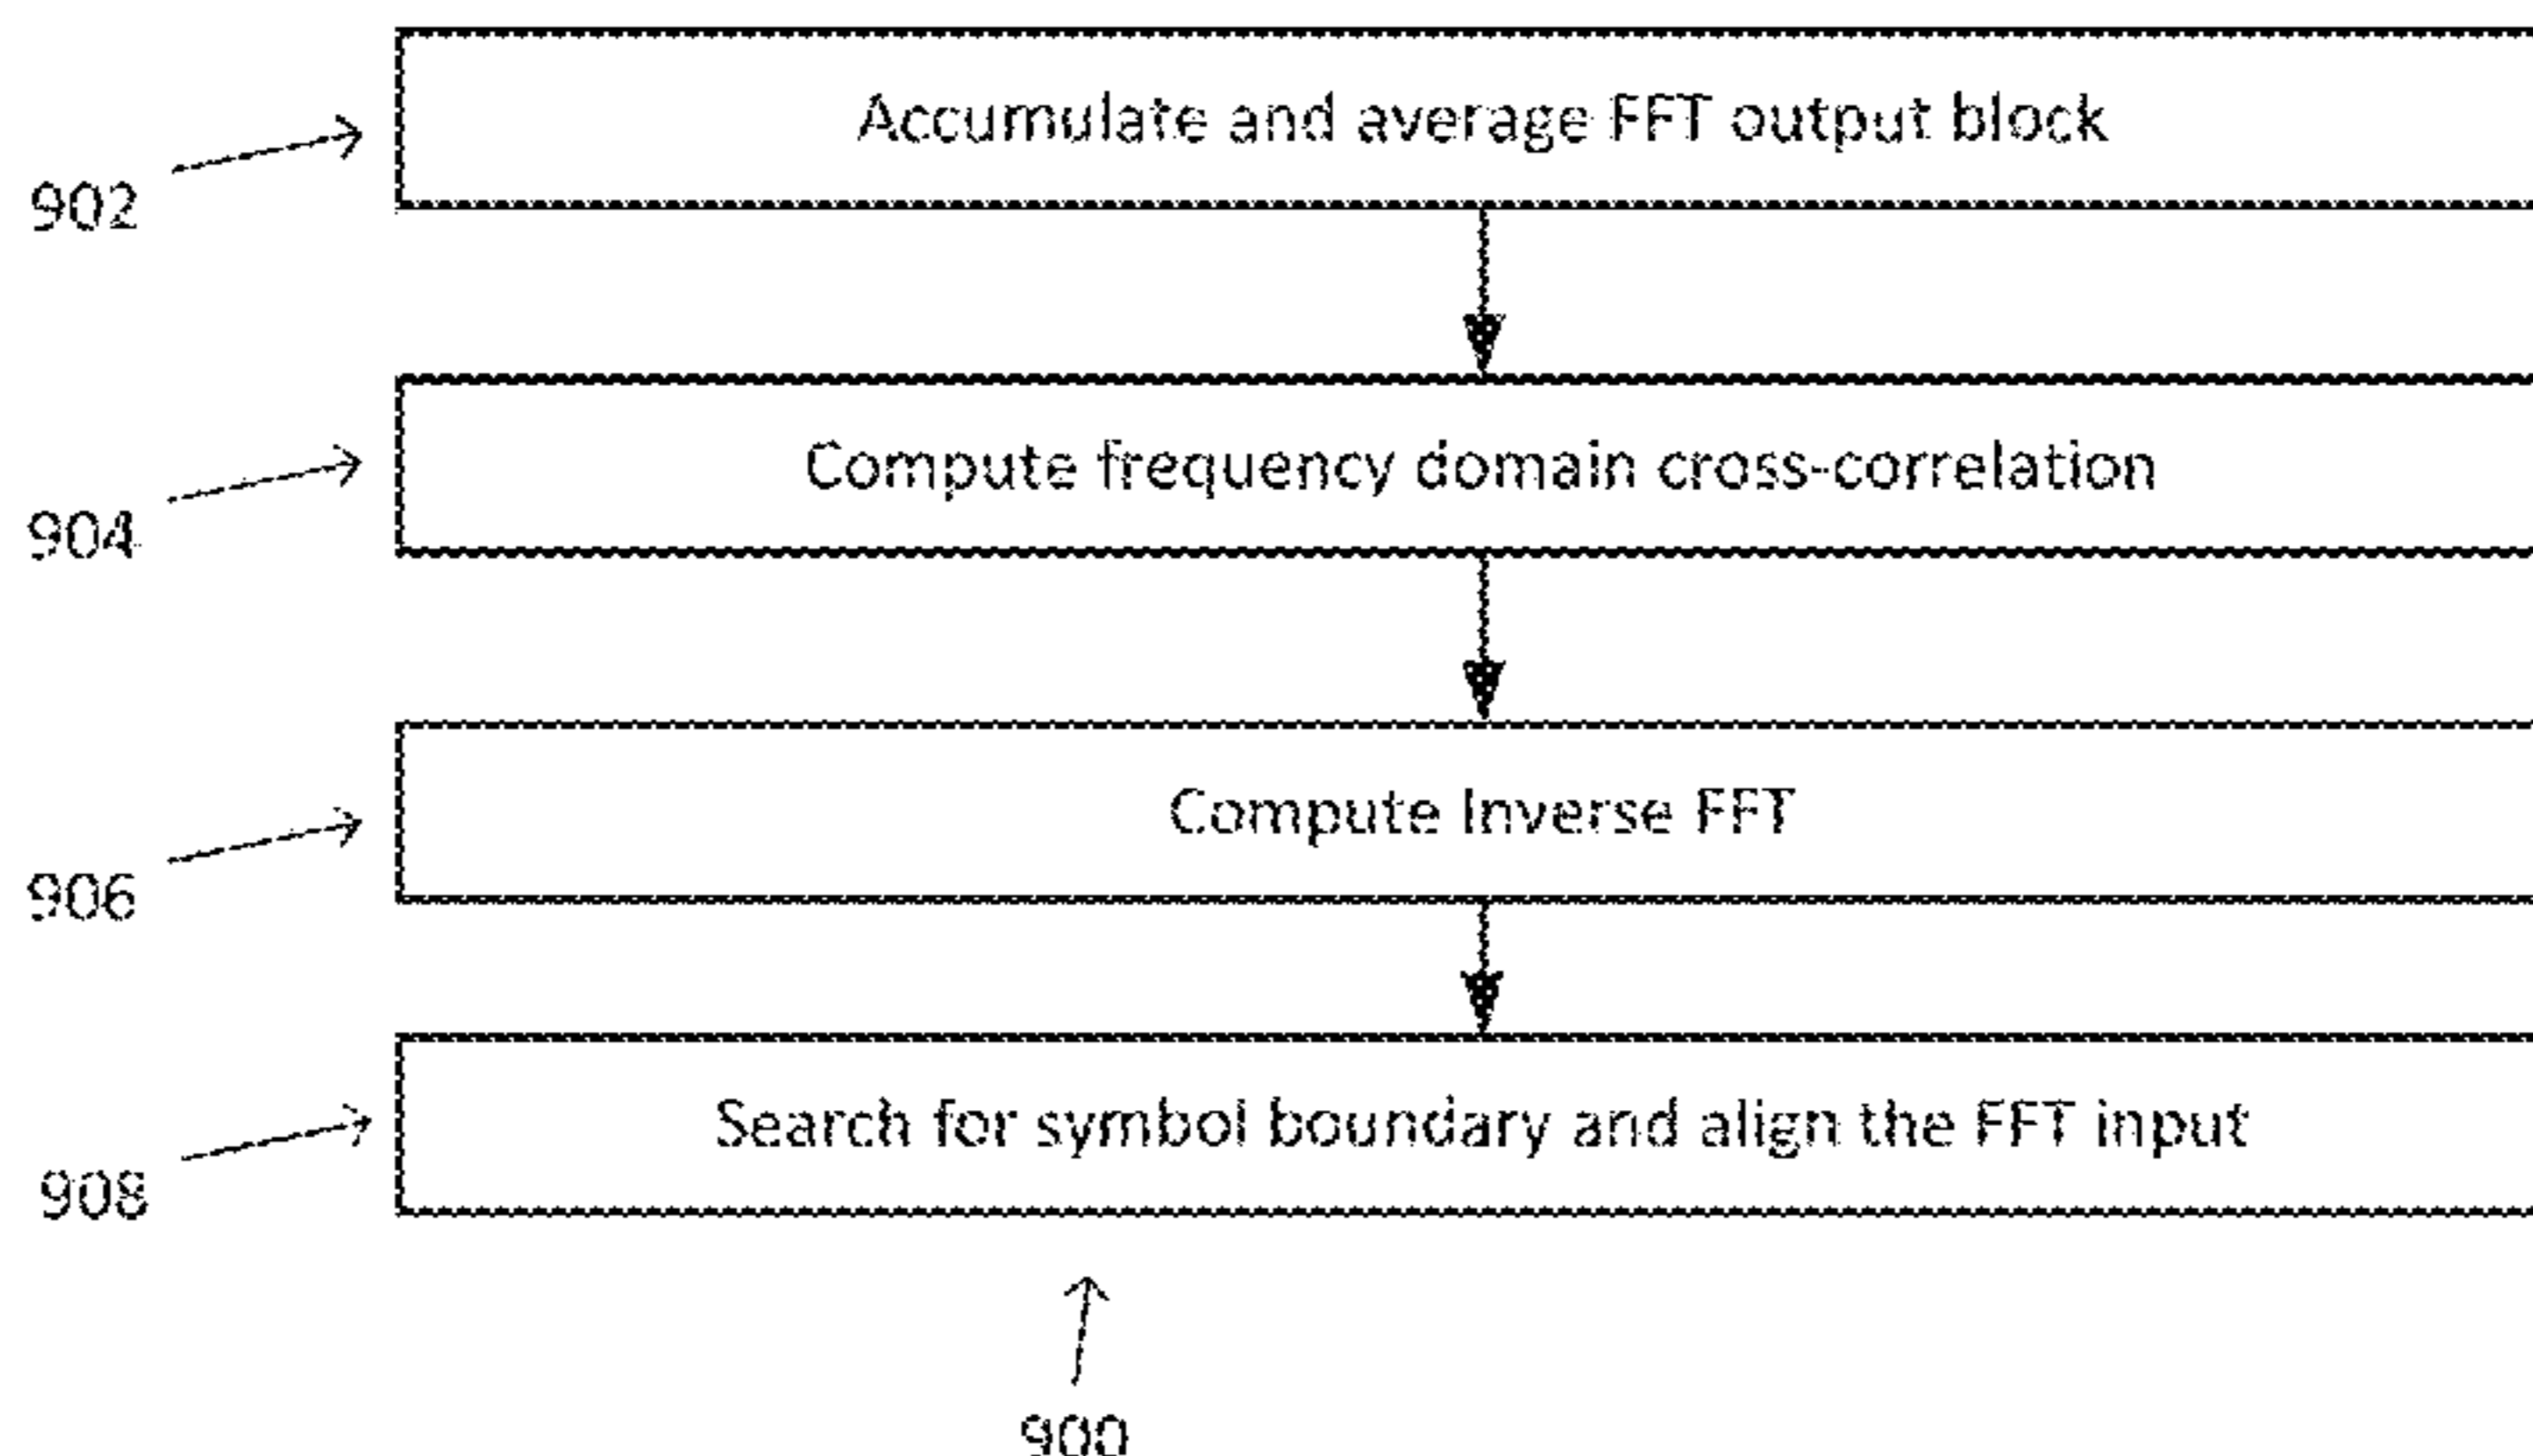 Accumulate and average FFT output block
902
Compute frequency domain cross-correlation
904
Compute Inverse FFT
906
Search for symbol boundary and align the FFT input
908
900